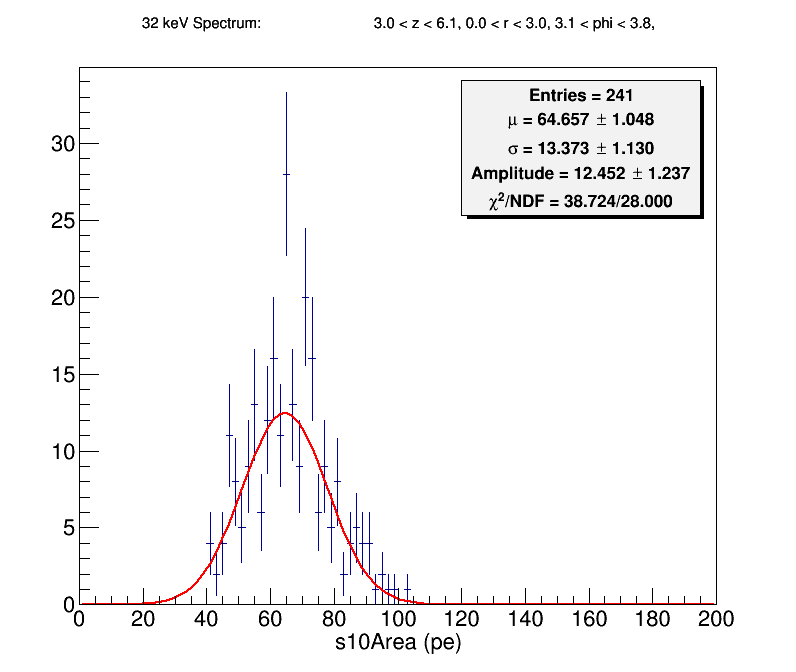 32 keV Spectrum: 3.0 < z < 6.1, 0.0 < r < 3.0, 3.1 < phi < 3.8,
Entries = 241
μ = 64.657 ± 1.048
σ = 13.373 ± 1.130
Amplitude = 12.452 ± 1.237
χ²/NDF = 38.724/28.000
30
25
20
15
10
5
0
0 20 40 60 80 100 120 140 160 180 200
s10Area (pe)